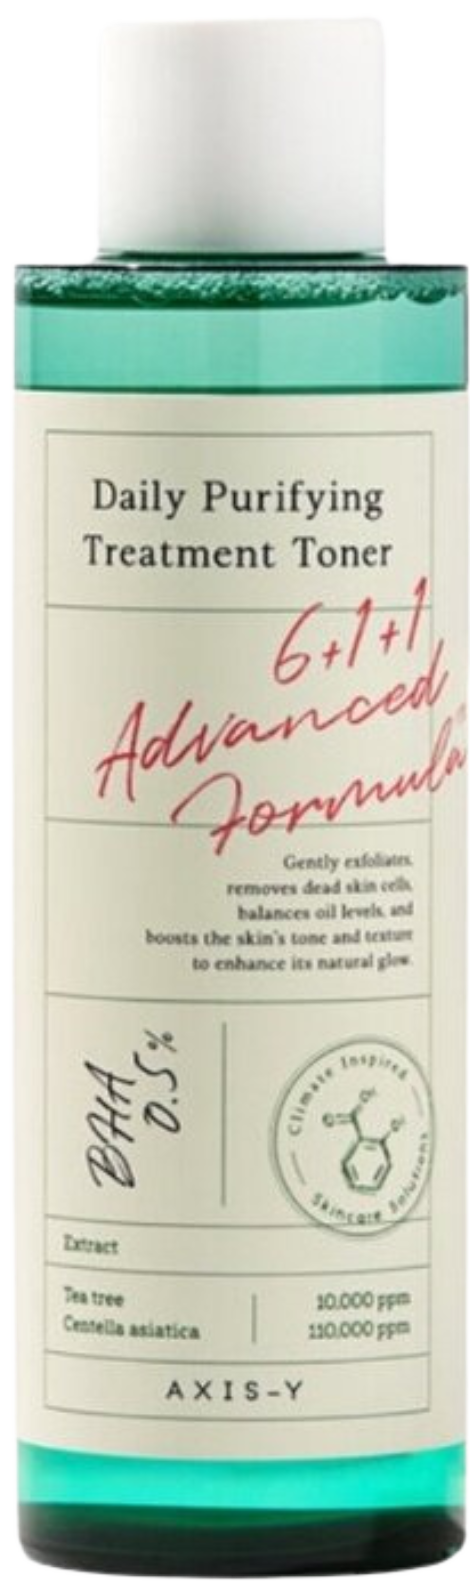 Daily Purifying
Treatment Toner
6+1+1
Advanced
Formula™
Gently exfoliates,
removes dead skin cells,
balances oil levels, and
boosts the skin's tone and texture
to enhance its natural glow.
BHA
0.5%
Climate Inspired
Skincare Solutions
Extract
Tea tree 10,000 ppm
Centella asiatica 110,000 ppm
AXIS-Y